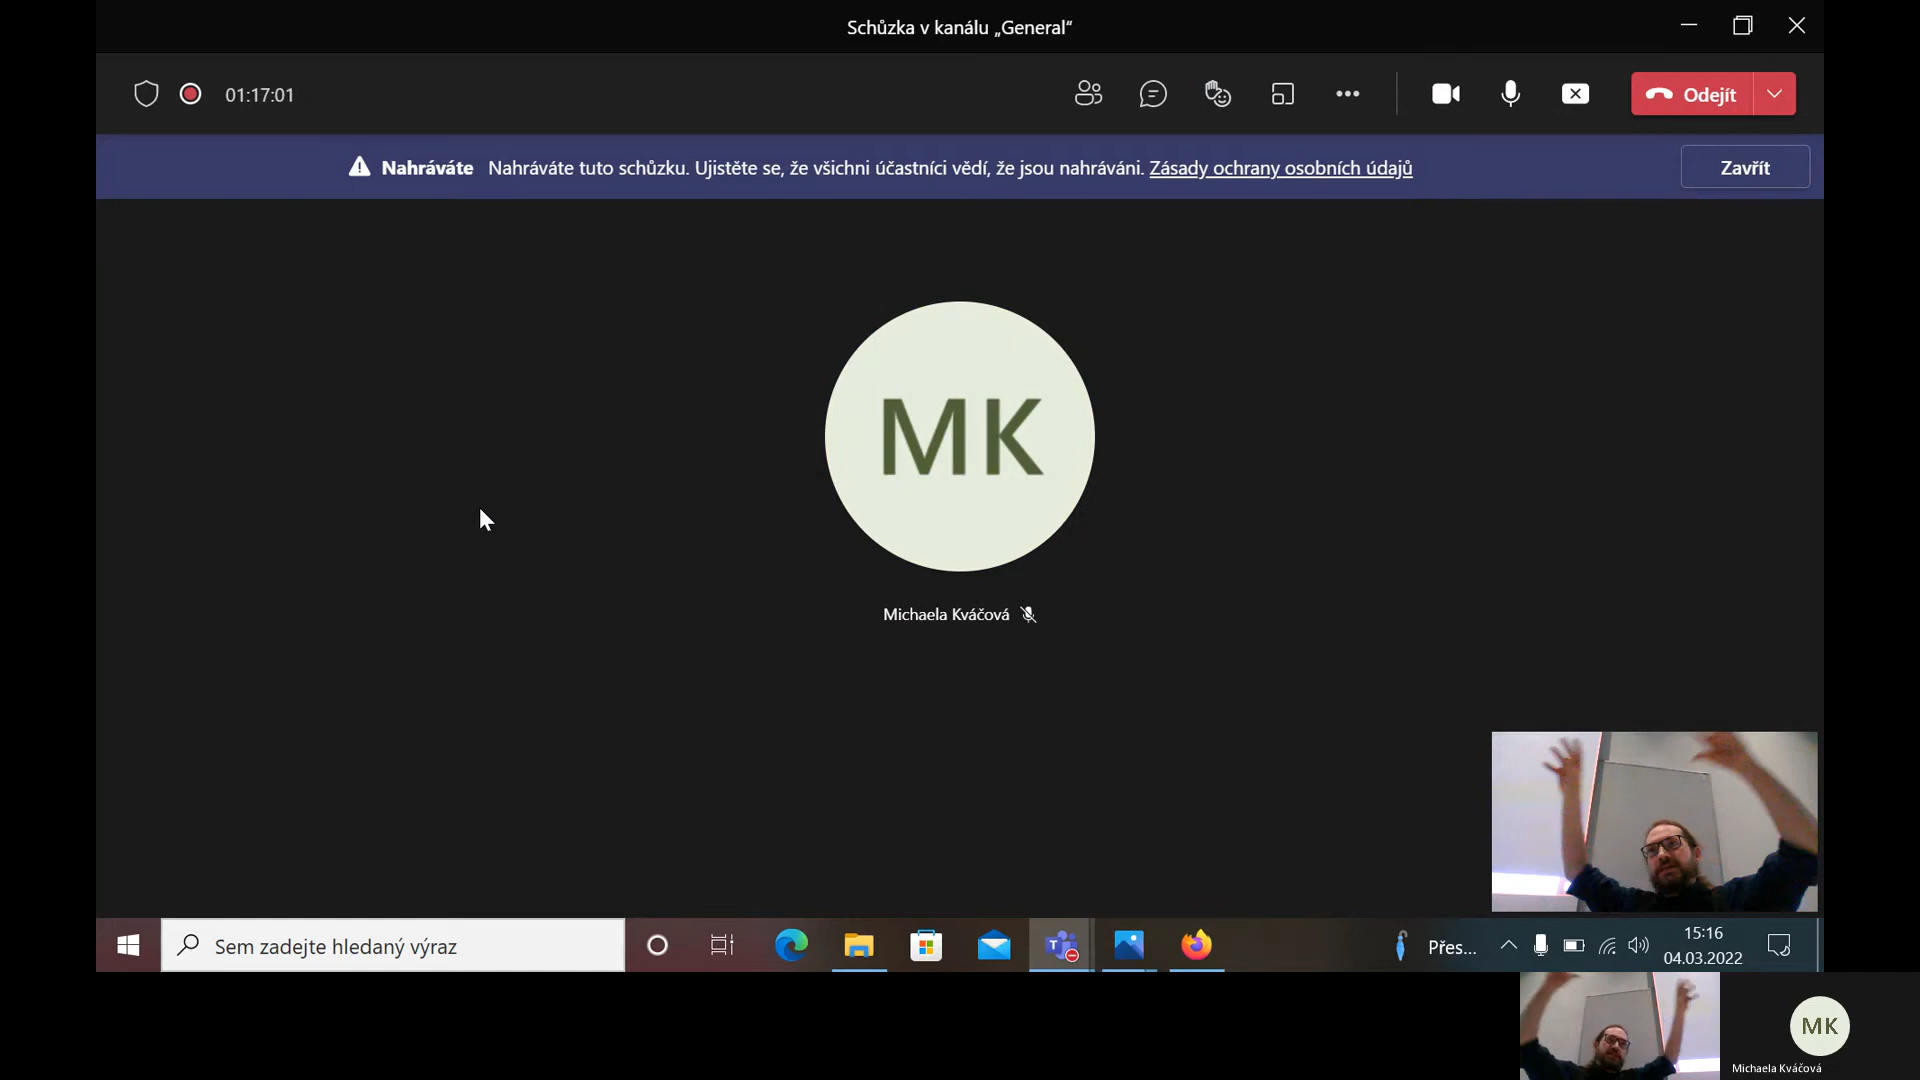 Schůzka v kanálu „General“
01:17:01
Odejít
Nahráváte Nahráváte tuto schůzku. Ujistěte se, že všichni účastníci vědí, že jsou nahráváni. Zásady ochrany osobních údajů
Zavřít
MK
Michaela Kváčová
Sem zadejte hledaný výraz
Přes...
15:16
04.03.2022
MK
Michaela Kváčová